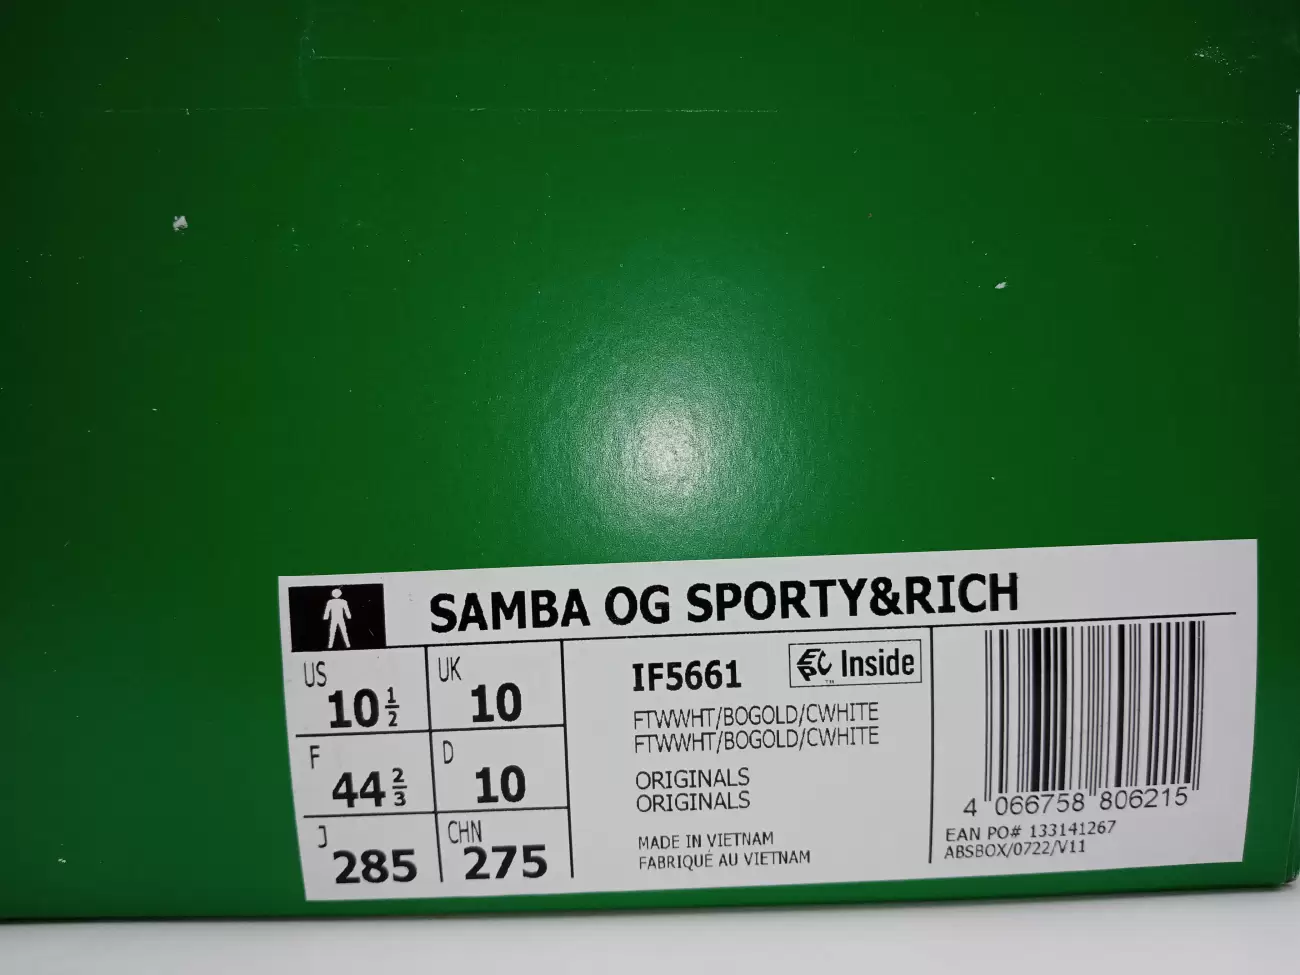 SAMBA OG SPORTY&RICH
US 10 1/2
UK 10
F 44 2/3
D 10
J 285
CHN 275
IF5661
EPC Inside
TM
FTWWHT/BOGOLD/CWHITE
FTWWHT/BOGOLD/CWHITE
ORIGINALS
ORIGINALS
MADE IN VIETNAM
FABRIQUÉ AU VIETNAM
4 066758 806215
EAN PO# 133141267
ABSBOX/0722/V11